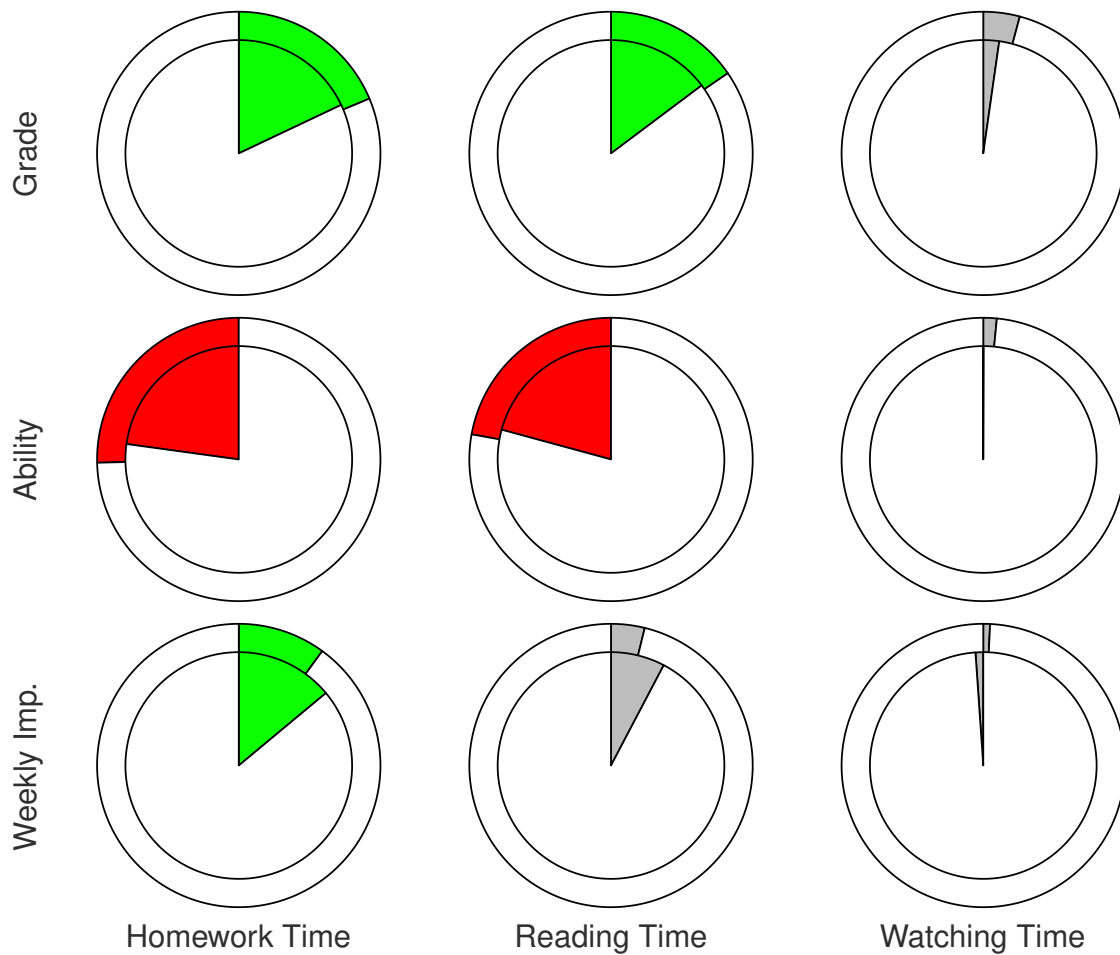 Grade
Ability
Weekly Imp.
Homework Time
Reading Time
Watching Time